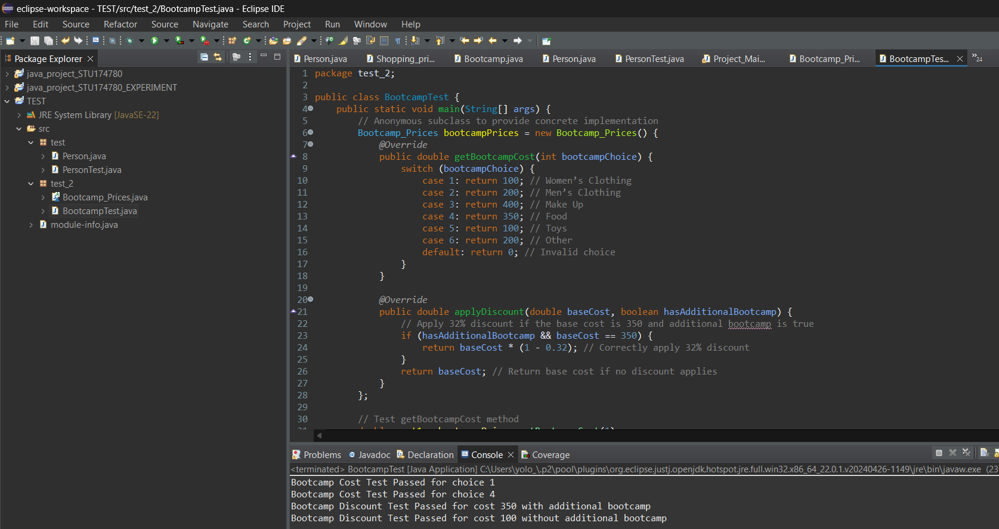 eclipse-workspace - TEST/src/test_2/BootcampTest.java - Eclipse IDE
File Edit Source Refactor Source Navigate Search Project Run Window Help
Package Explorer
Person.java Shopping_pri... Bootcamp.java Person.java PersonTest.java Project_Mai... Bootcamp_Pri... BootcampTes... »24
java_project_STU174780
java_project_STU174780_EXPERIMENT
TEST
JRE System Library [JavaSE-22]
src
test
Person.java
PersonTest.java
test_2
Bootcamp_Prices.java
BootcampTest.java
module-info.java
1 package test_2;
2
3 public class BootcampTest {
4 public static void main(String[] args) {
5 // Anonymous subclass to provide concrete implementation
6 Bootcamp_Prices bootcampPrices = new Bootcamp_Prices() {
7 @Override
8 public double getBootcampCost(int bootcampChoice) {
9 switch (bootcampChoice) {
10 case 1: return 100; // Women’s Clothing
11 case 2: return 200; // Men’s Clothing
12 case 3: return 400; // Make Up
13 case 4: return 350; // Food
14 case 5: return 100; // Toys
15 case 6: return 200; // Other
16 default: return 0; // Invalid choice
17 }
18 }
19
20 @Override
21 public double applyDiscount(double baseCost, boolean hasAdditionalBootcamp) {
22 // Apply 32% discount if the base cost is 350 and additional bootcamp is true
23 if (hasAdditionalBootcamp && baseCost == 350) {
24 return baseCost * (1 - 0.32); // Correctly apply 32% discount
25 }
26 return baseCost; // Return base cost if no discount applies
27 }
28 };
29
30 // Test getBootcampCost method
Problems Javadoc Declaration Console Coverage
<terminated> BootcampTest [Java Application] C:\Users\yolo_\.p2\pool\plugins\org.eclipse.justj.openjdk.hotspot.jre.full.win32.x86_64_22.0.1.v20240426-1149\jre\bin\javaw.exe (23
Bootcamp Cost Test Passed for choice 1
Bootcamp Cost Test Passed for choice 4
Bootcamp Discount Test Passed for cost 350 with additional bootcamp
Bootcamp Discount Test Passed for cost 100 without additional bootcamp